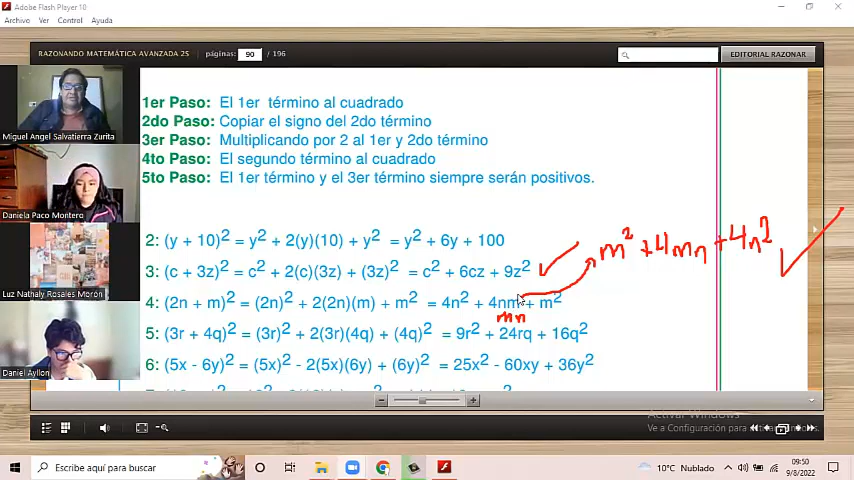 Adobe Flash Player 10
Archivo Ver Control Ayuda
RAZONANDO MATEMÁTICA AVANZADA 2S páginas: 90 / 196 EDITORIAL RAZONAR
1er Paso: El 1er término al cuadrado
2do Paso: Copiar el signo del 2do término
3er Paso: Multiplicando por 2 al 1er y 2do término
4to Paso: El segundo término al cuadrado
5to Paso: El 1er término y el 3er término siempre serán positivos.
Miguel Angel Salvatierra Zurita
Daniela Paco Montero
Luz Nathaly Rosales Morón
Daniel Ayllon
2: (y + 10)² = y² + 2(y)(10) + y² = y² + 6y + 100
3: (c + 3z)² = c² + 2(c)(3z) + (3z)² = c² + 6cz + 9z²
m² + 4mn + 4n²
4: (2n + m)² = (2n)² + 2(2n)(m) + m² = 4n² + 4nm + m²
mn
5: (3r + 4q)² = (3r)² + 2(3r)(4q) + (4q)² = 9r² + 24rq + 16q²
6: (5x - 6y)² = (5x)² - 2(5x)(6y) + (6y)² = 25x² - 60xy + 36y²
Activar Windows
Ve a Configuración para activar Windows.
Escribe aquí para buscar
10°C Nublado
09:50
9/8/2022